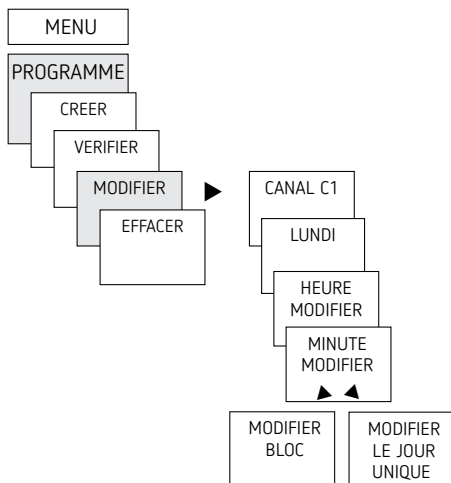 MENU
PROGRAMME
CREER
VERIFIER
MODIFIER
EFFACER
CANAL C1
LUNDI
HEURE
MODIFIER
MINUTE
MODIFIER
MODIFIER
BLOC
MODIFIER
LE JOUR
UNIQUE